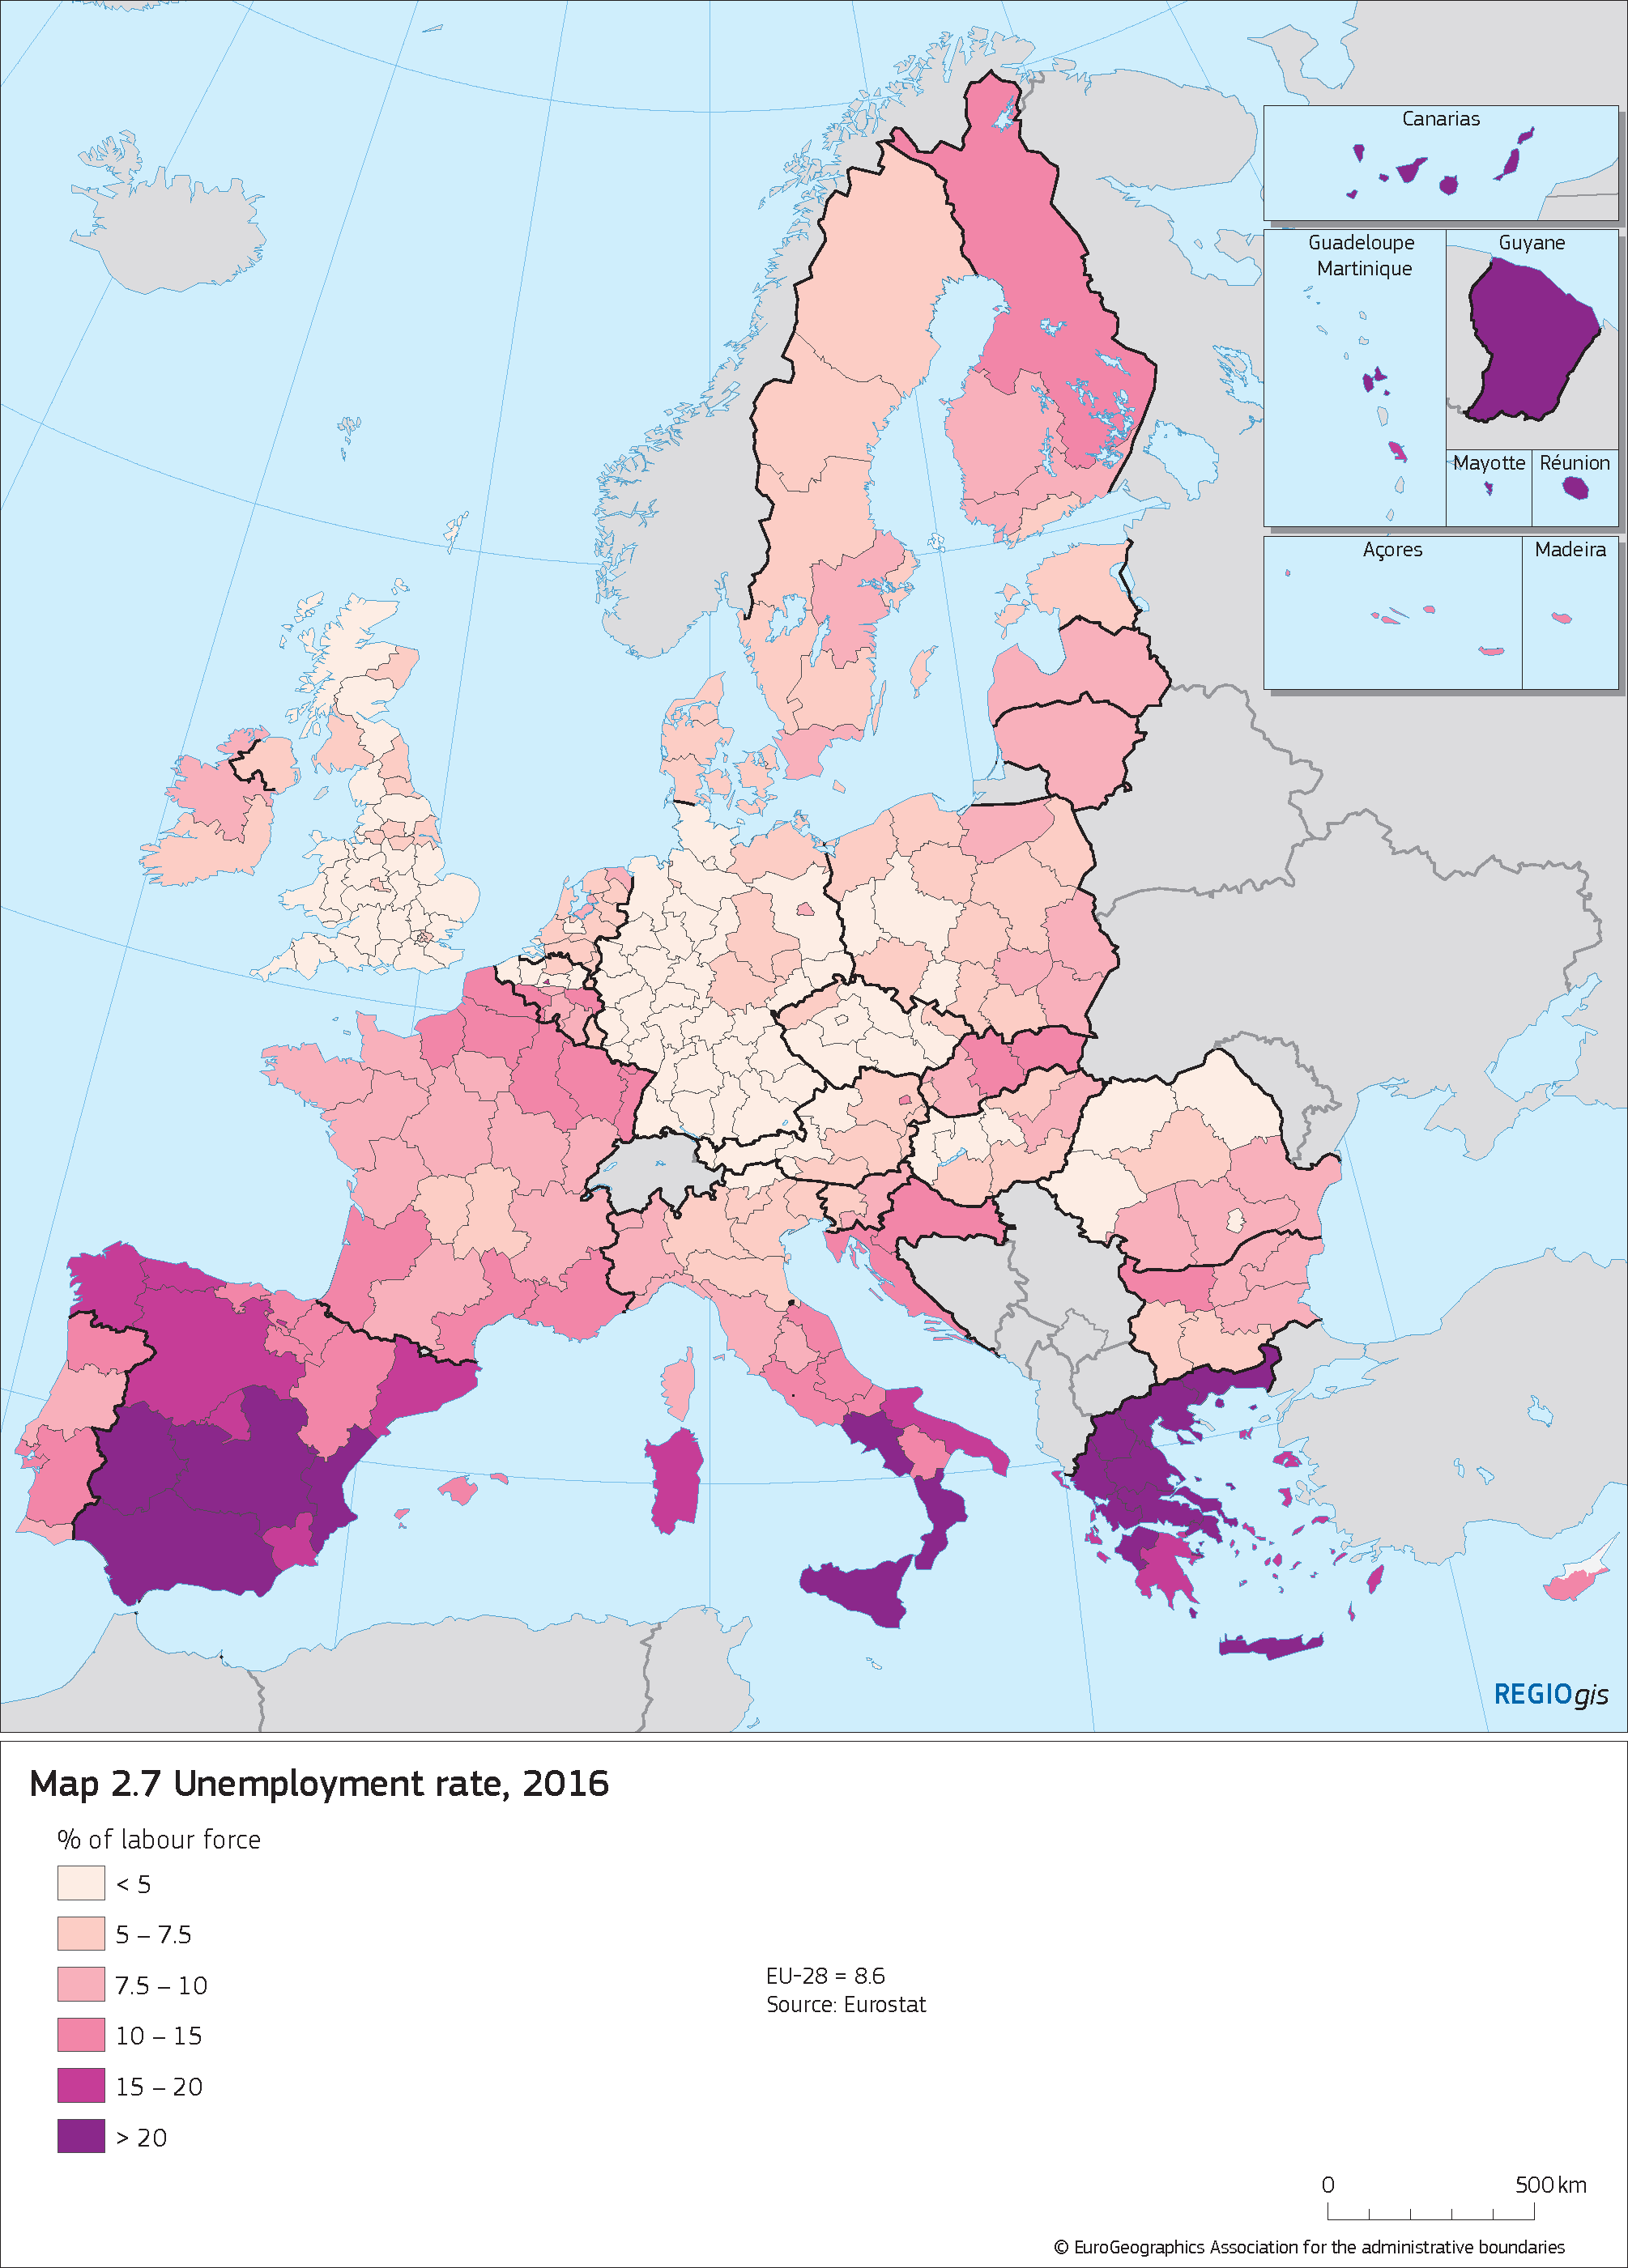 Canarias
Guadeloupe
Martinique
Guyane
Mayotte
Réunion
Açores
Madeira
REGIOgis
Map 2.7 Unemployment rate, 2016
% of labour force
< 5
5 – 7.5
7.5 – 10
10 – 15
15 – 20
> 20
EU-28 = 8.6
Source: Eurostat
0 500 km
© EuroGeographics Association for the administrative boundaries